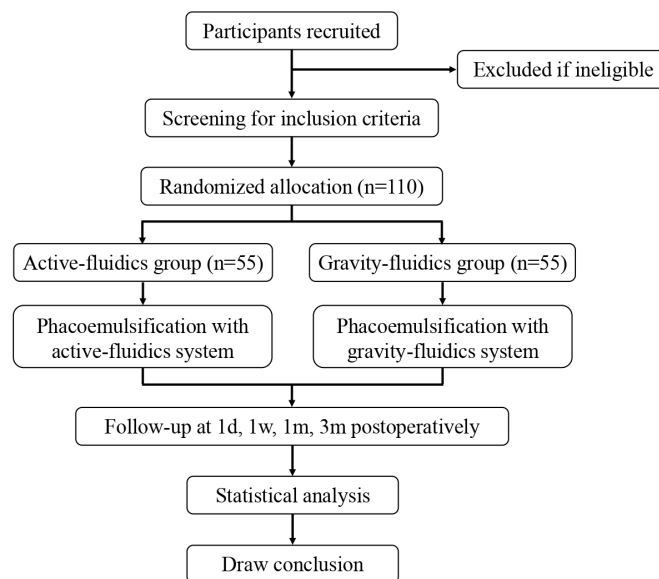 Participants recruited
Excluded if ineligible
Screening for inclusion criteria
Randomized allocation (n=110)
Active-fluidics group (n=55)
Gravity-fluidics group (n=55)
Phacoemulsification with
active-fluidics system
Phacoemulsification with
gravity-fluidics system
Follow-up at 1d, 1w, 1m, 3m postoperatively
Statistical analysis
Draw conclusion